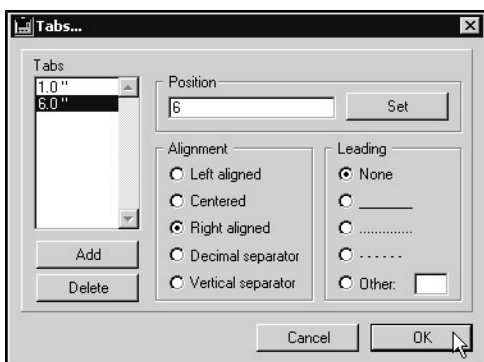 Tabs...
Tabs
1.0 "
6.0 "
Add
Delete
Position
6
Set
Alignment
Left aligned
Centered
Right aligned
Decimal separator
Vertical separator
Leading
None
________
..............
- - - - - -
Other:
Cancel
OK